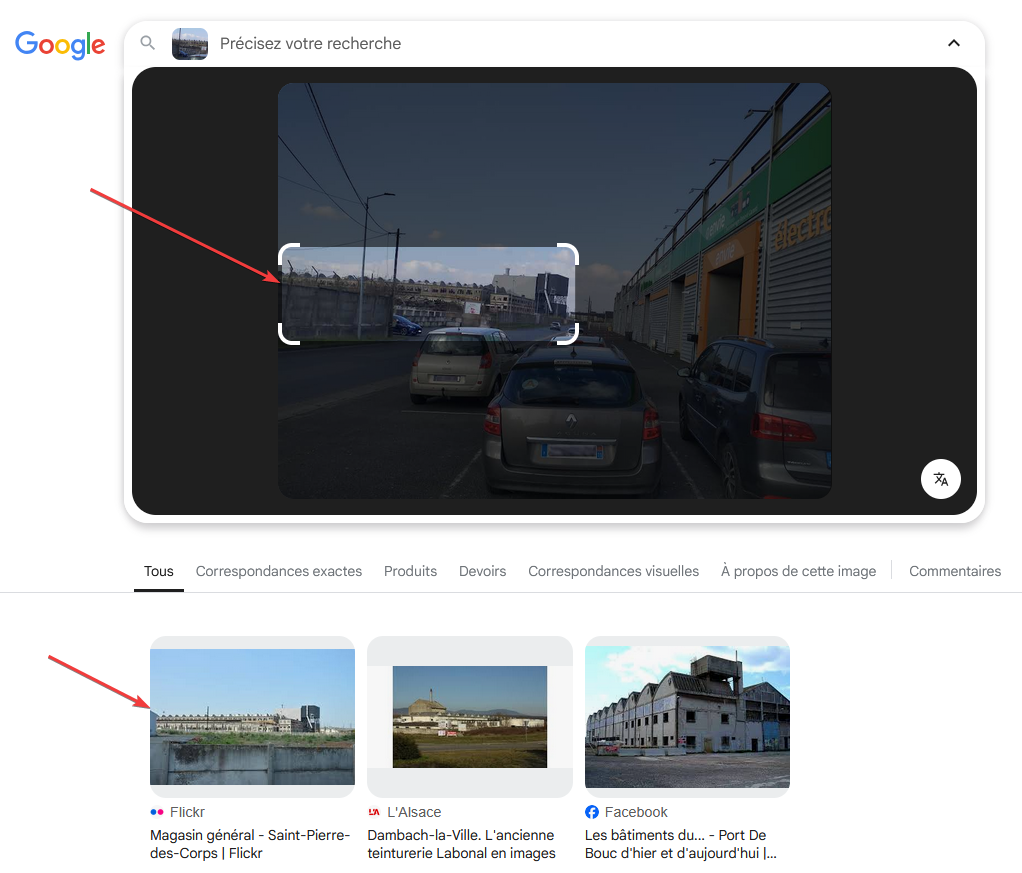 Google
Précisez votre recherche
électro
Tous
Correspondances exactes
Produits
Devoirs
Correspondances visuelles
À propos de cette image
Commentaires
Flickr
Magasin général - Saint-Pierre-
des-Corps | Flickr
L'Alsace
Dambach-la-Ville. L'ancienne
teinturerie Labonal en images
Facebook
Les bâtiments du... - Port De
Bouc d'hier et d'aujourd'hui |...